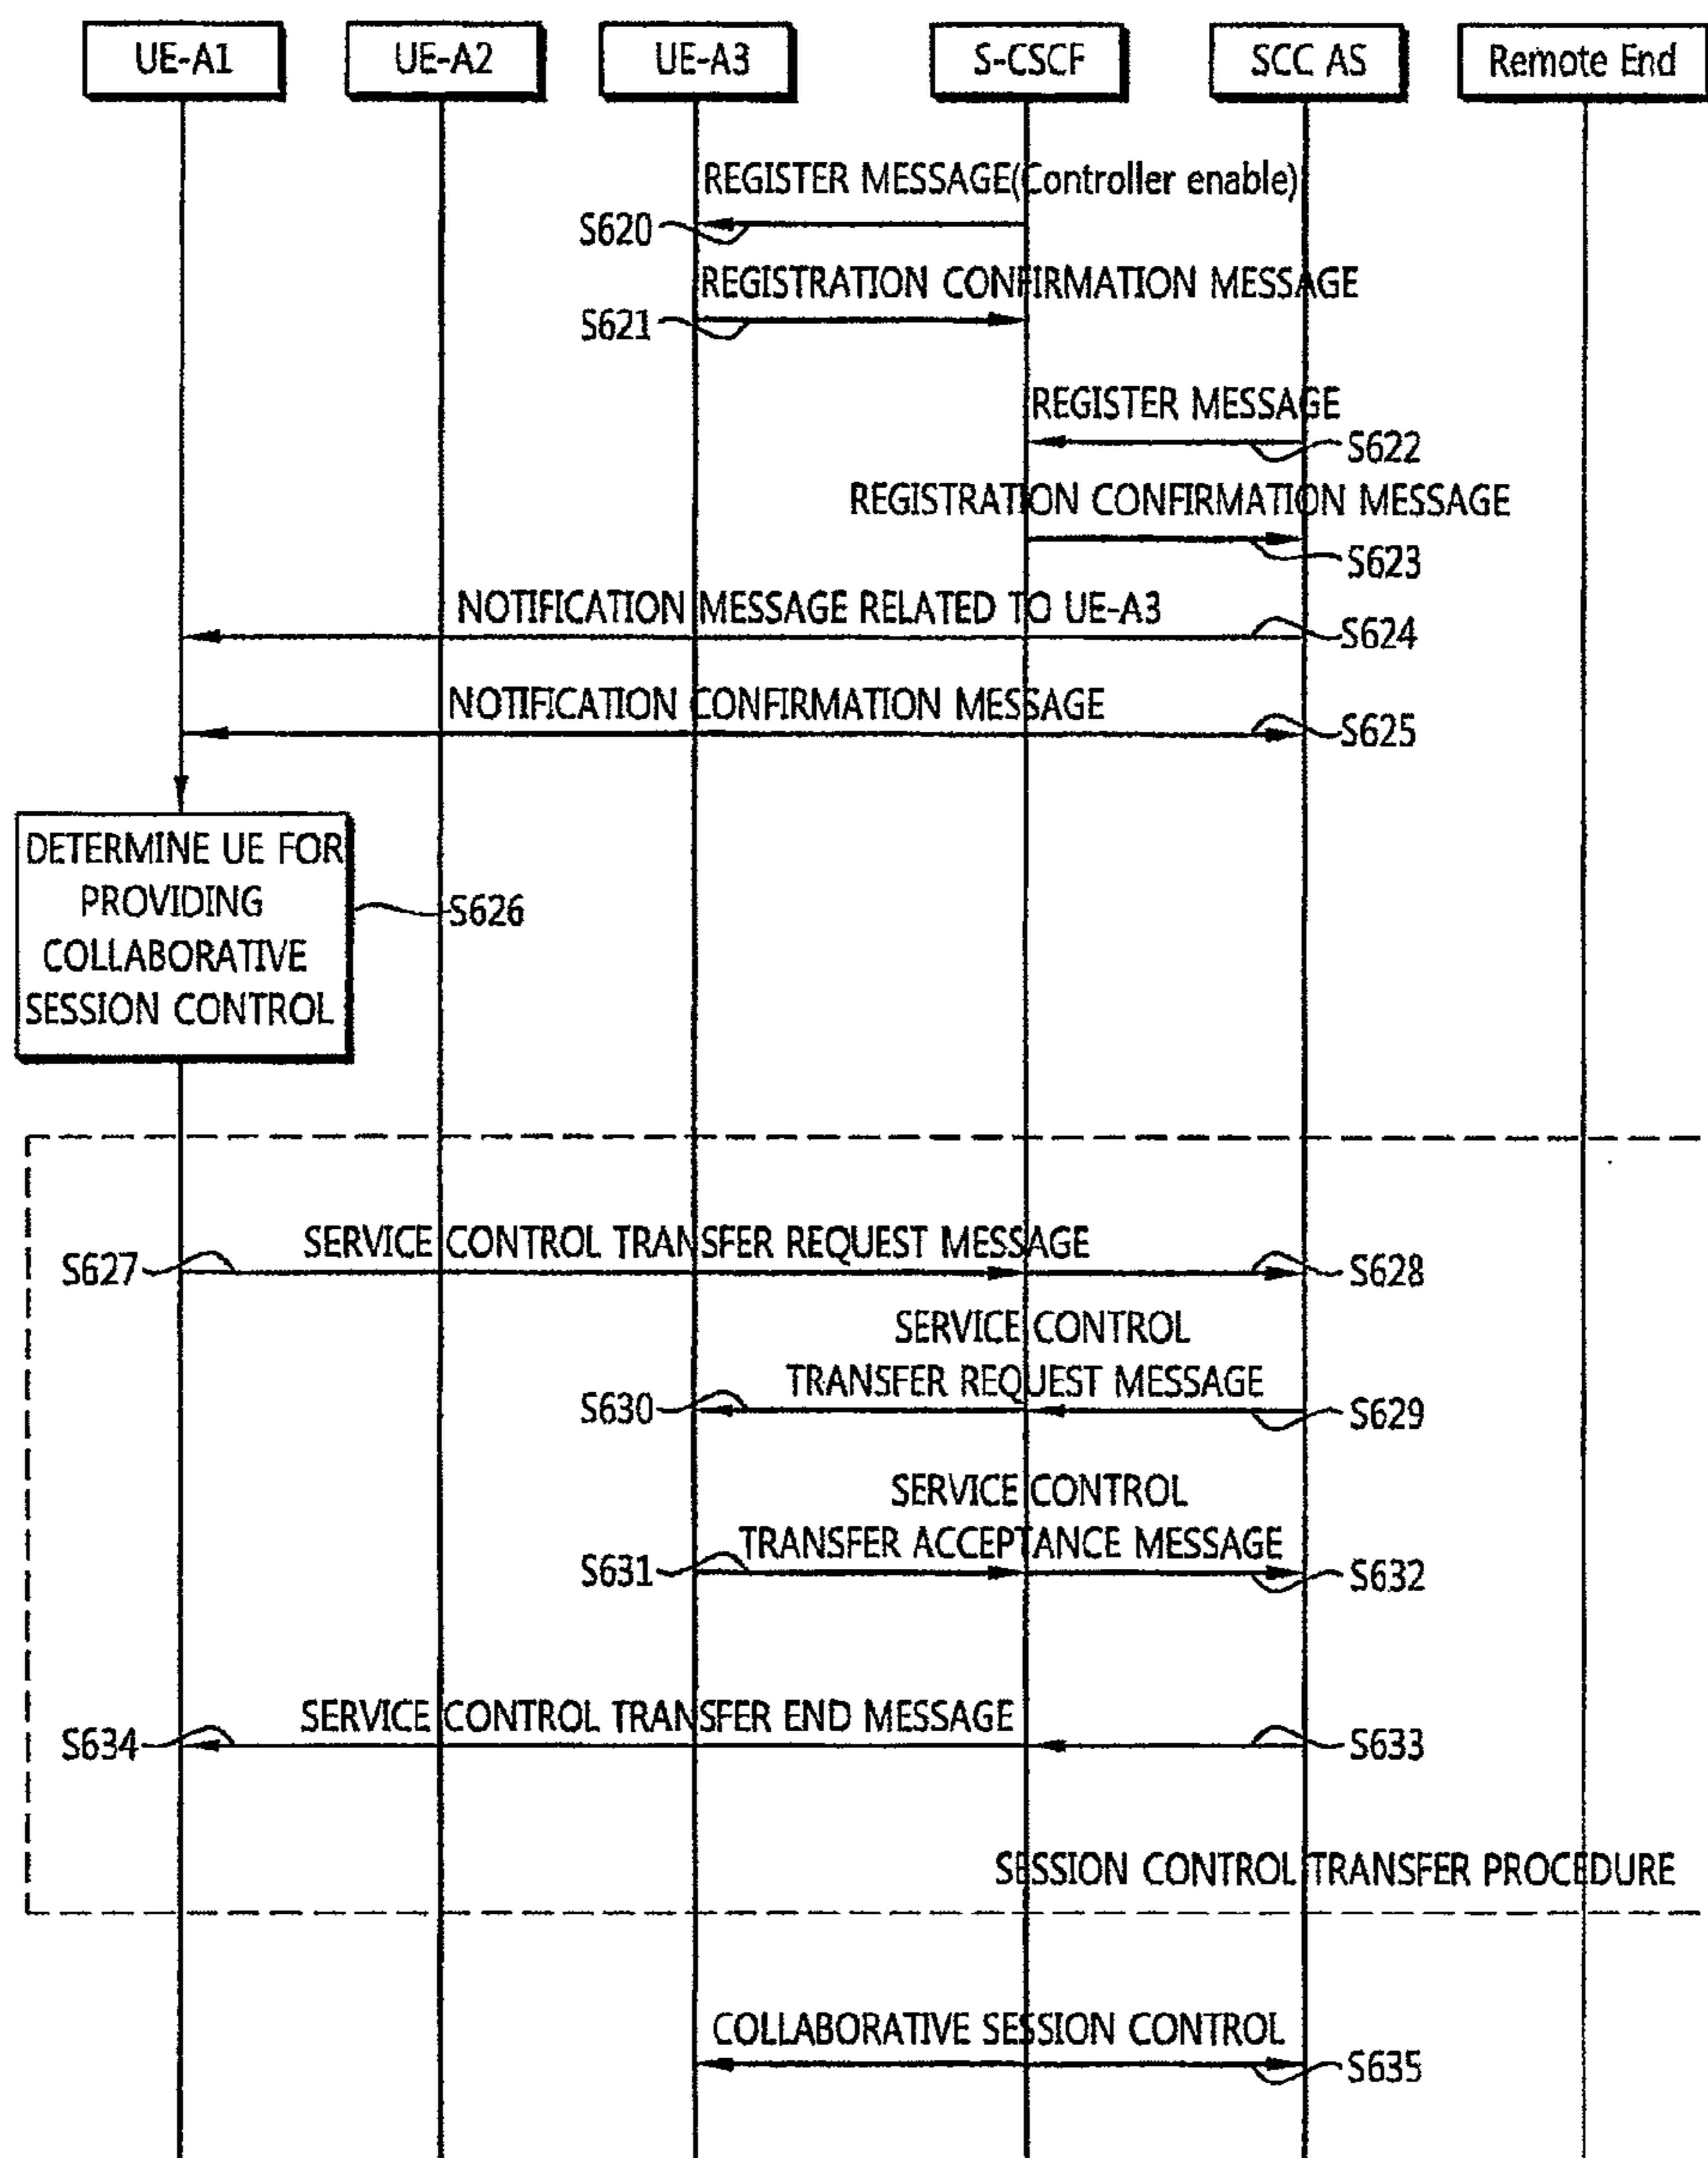 UE-A1 UE-A2 UE-A3 S-CSCF SCC AS Remote End
REGISTER MESSAGE(Controller enable)
S620
REGISTRATION CONFIRMATION MESSAGE
S621
REGISTER MESSAGE
S622
REGISTRATION CONFIRMATION MESSAGE
S623
NOTIFICATION MESSAGE RELATED TO UE-A3
S624
NOTIFICATION CONFIRMATION MESSAGE
S625
DETERMINE UE FOR
PROVIDING
COLLABORATIVE
SESSION CONTROL
S626
SERVICE CONTROL TRANSFER REQUEST MESSAGE
S627 S628
SERVICE CONTROL
TRANSFER REQUEST MESSAGE
S630 S629
SERVICE CONTROL
TRANSFER ACCEPTANCE MESSAGE
S631 S632
SERVICE CONTROL TRANSFER END MESSAGE
S634 S633
SESSION CONTROL TRANSFER PROCEDURE
COLLABORATIVE SESSION CONTROL
S635